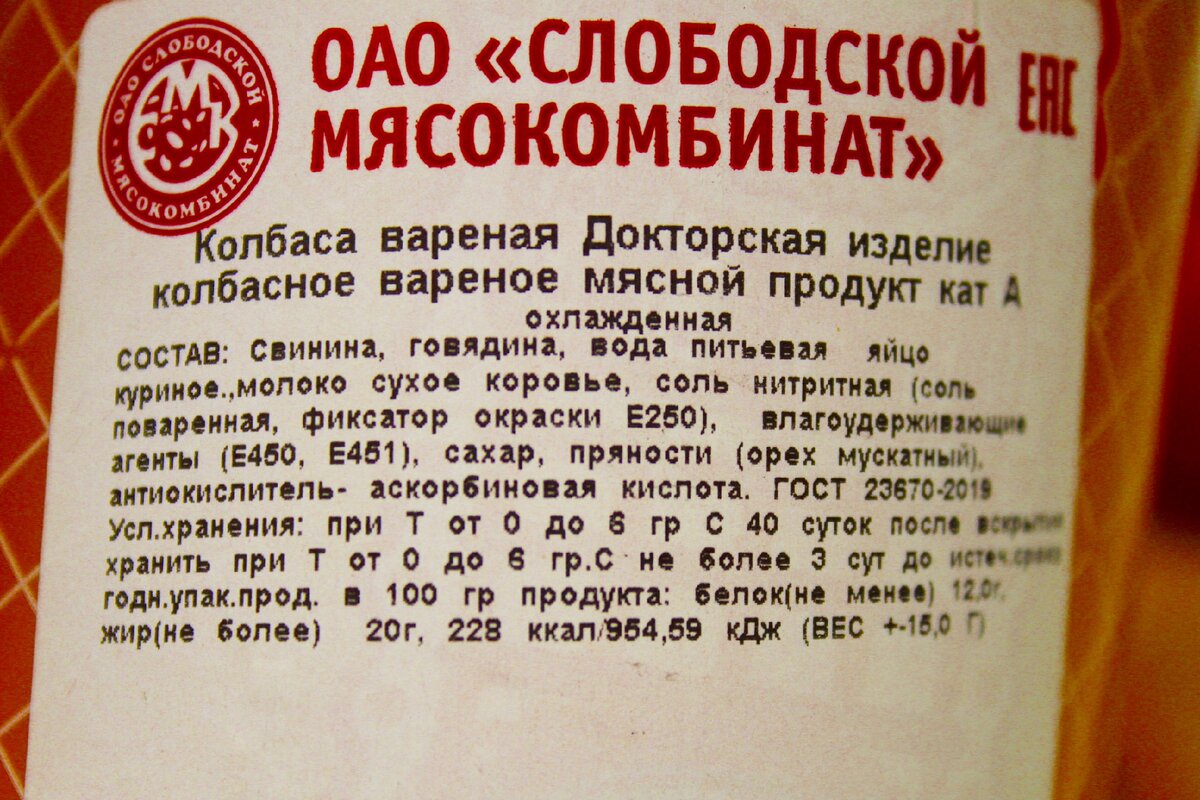 ОАО СЛОБОДСКОЙ
МЯСОКОМБИНАТ
СМК
ОАО «СЛОБОДСКОЙ
МЯСОКОМБИНАТ»
ЕАС
Колбаса вареная Докторская изделие
колбасное вареное мясной продукт кат А
охлажденная
СОСТАВ: Свинина, говядина, вода питьевая яйцо
куриное.,молоко сухое коровье, соль нитритная (соль
поваренная, фиксатор окраски Е250), влагоудерживающие
агенты (Е450, Е451), сахар, пряности (орех мускатный),
антиокислитель- аскорбиновая кислота. ГОСТ 23670-2019
Усл.хранения: при Т от 0 до 6 гр С 40 суток после вскрытия
хранить при Т от 0 до 6 гр.С не более 3 сут до истеч.срока
годн.упак.прод. в 100 гр продукта: белок(не менее) 12,0г,
жир(не более) 20г, 228 ккал/954,59 кДж (ВЕС +-15,0 Г)